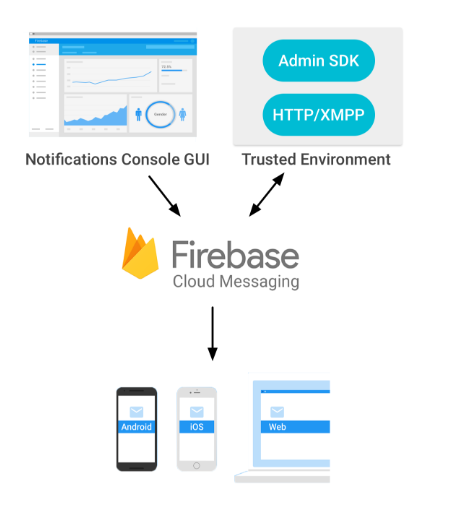 Admin SDK
HTTP/XMPP
Notifications Console GUI
Trusted Environment
Firebase
Cloud Messaging
Android
iOS
Web